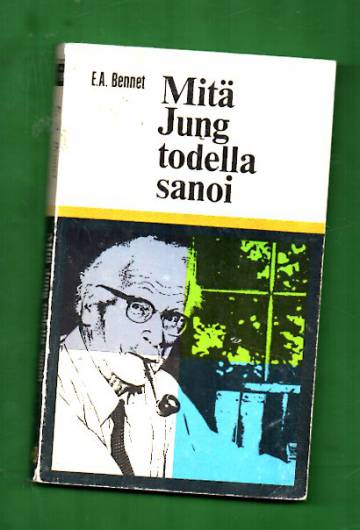 E.A. Bennet
Mitä
Jung
todella
sanoi